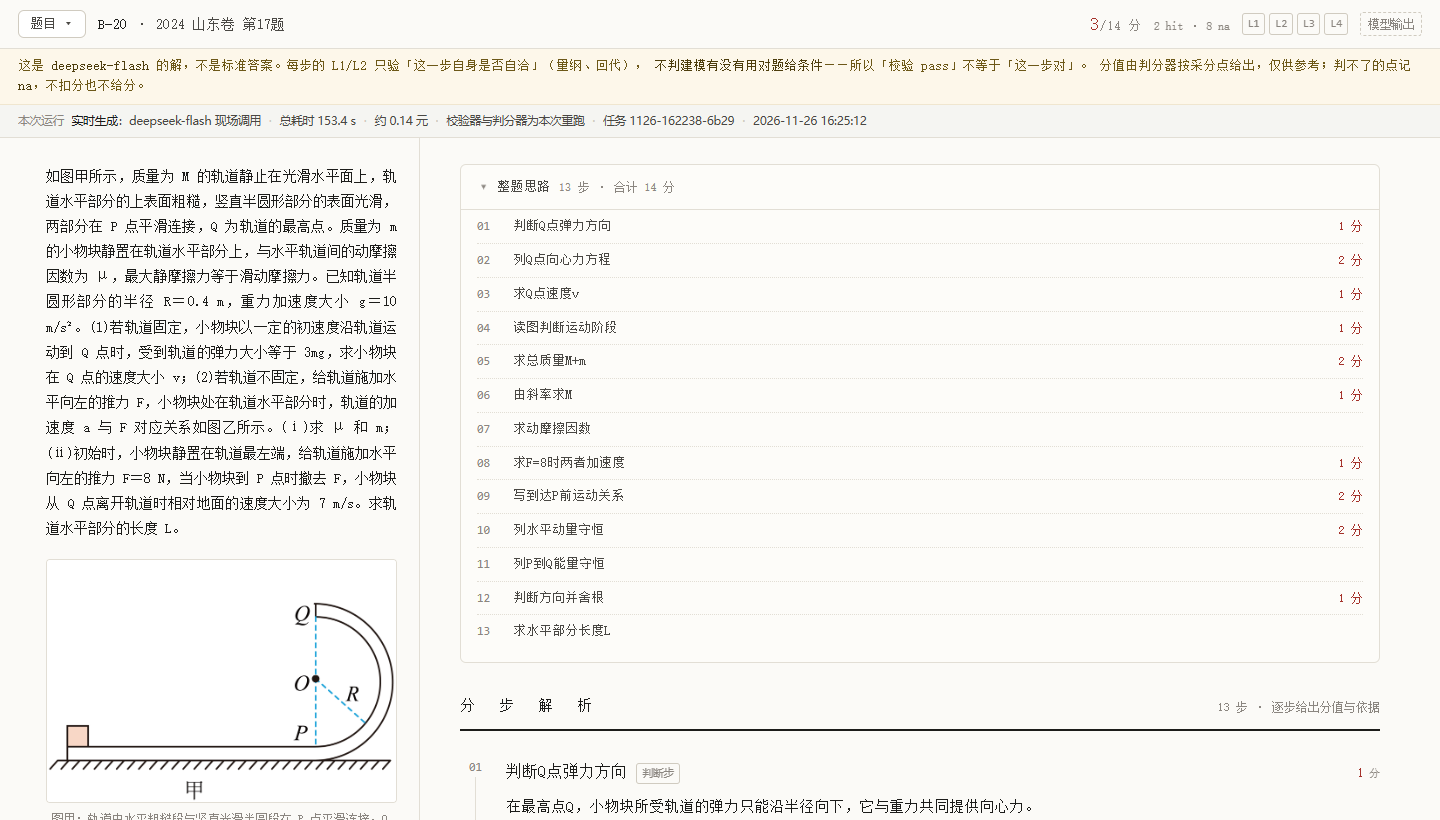 题目 ▾ B-20 · 2024 山东卷 第17题
3/14 分 2 hit · 8 na L1 L2 L3 L4 模型输出
这是 deepseek-flash 的解，不是标准答案。每步的 L1/L2 只验「这一步自身是否自洽」（量纲、回代）， 不判建模有没有用对题给条件——所以「校验 pass」不等于「这一步对」。 分值由判分器按采分点给出，仅供参考；判不了的点记
na，不扣分也不给分。
本次运行 实时生成：deepseek-flash 现场调用 · 总耗时 153.4 s · 约 0.14 元 · 校验器与判分器为本次重跑 · 任务 1126-162238-6b29 · 2026-11-26 16:25:12
如图甲所示，质量为 M 的轨道静止在光滑水平面上，轨
道水平部分的上表面粗糙，竖直半圆形部分的表面光滑，
两部分在 P 点平滑连接，Q 为轨道的最高点。质量为 m
的小物块静置在轨道水平部分上，与水平轨道间的动摩擦
因数为 μ，最大静摩擦力等于滑动摩擦力。已知轨道半
圆形部分的半径 R＝0.4 m，重力加速度大小 g＝10
m/s²。(1)若轨道固定，小物块以一定的初速度沿轨道运
动到 Q 点时，受到轨道的弹力大小等于 3mg，求小物块
在 Q 点的速度大小 v；(2)若轨道不固定，给轨道施加水
平向左的推力 F，小物块处在轨道水平部分时，轨道的加
速度 a 与 F 对应关系如图乙所示。(ⅰ)求 μ 和 m；
(ⅱ)初始时，小物块静置在轨道最左端，给轨道施加水平
向左的推力 F＝8 N，当小物块到 P 点时撤去 F，小物块
从 Q 点离开轨道时相对地面的速度大小为 7 m/s。求轨
道水平部分的长度 L。
Q
O
R
P
甲
▾ 整题思路 13 步 · 合计 14 分
01 判断Q点弹力方向 1 分
02 列Q点向心力方程 2 分
03 求Q点速度v 1 分
04 读图判断运动阶段 1 分
05 求总质量M+m 2 分
06 由斜率求M 1 分
07 求动摩擦因数
08 求F=8时两者加速度 1 分
09 写到达P前运动关系 2 分
10 列水平动量守恒 2 分
11 列P到Q能量守恒
12 判断方向并舍根 1 分
13 求水平部分长度L
分 步 解 析 13 步 · 逐步给出分值与依据
01 判断Q点弹力方向 判断步 1 分
在最高点Q，小物块所受轨道的弹力只能沿半径向下，它与重力共同提供向心力。